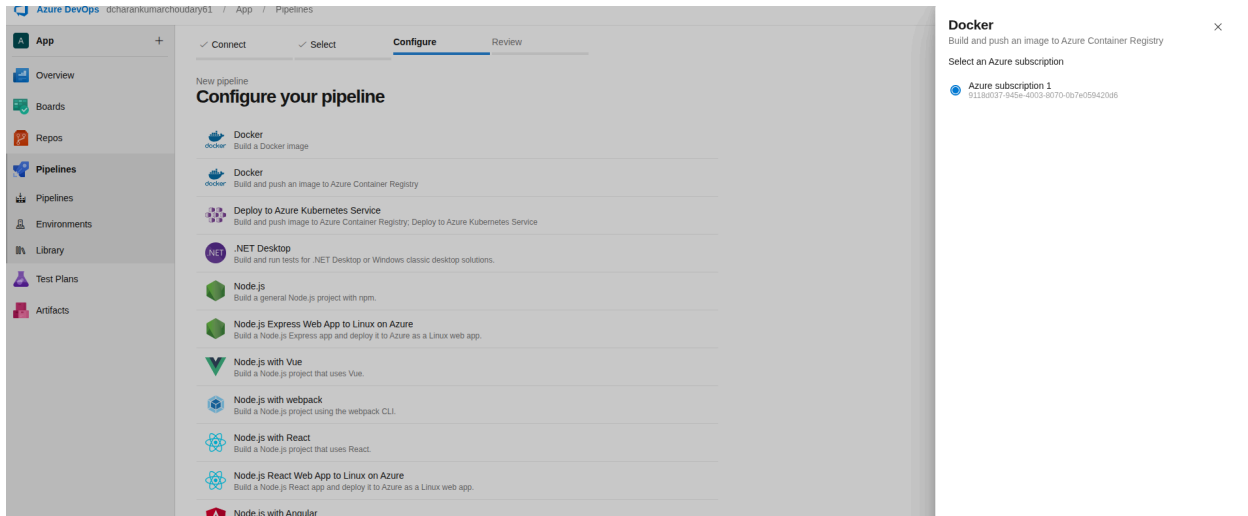 Azure DevOps dcharankumarchoudary61 / App / Pipelines
A App +
Overview
Boards
Repos
Pipelines
Pipelines
Environments
Library
Test Plans
Artifacts
Connect
Select
Configure
Review
New pipeline
Configure your pipeline
docker
Docker
Build a Docker image
docker
Docker
Build and push an image to Azure Container Registry
Deploy to Azure Kubernetes Service
Build and push image to Azure Container Registry; Deploy to Azure Kubernetes Service
.NET
.NET Desktop
Build and run tests for .NET Desktop or Windows classic desktop solutions.
Node.js
Build a general Node.js project with npm.
Node.js Express Web App to Linux on Azure
Build a Node.js Express app and deploy it to Azure as a Linux web app.
Node.js with Vue
Build a Node.js project that uses Vue.
Node.js with webpack
Build a Node.js project using the webpack CLI.
Node.js with React
Build a Node.js project that uses React.
Node.js React Web App to Linux on Azure
Build a Node.js React app and deploy it to Azure as a Linux web app.
Node.js with Angular
Docker
Build and push an image to Azure Container Registry
Select an Azure subscription
Azure subscription 1
9118d037-945e-4003-8070-0b7e059420d6